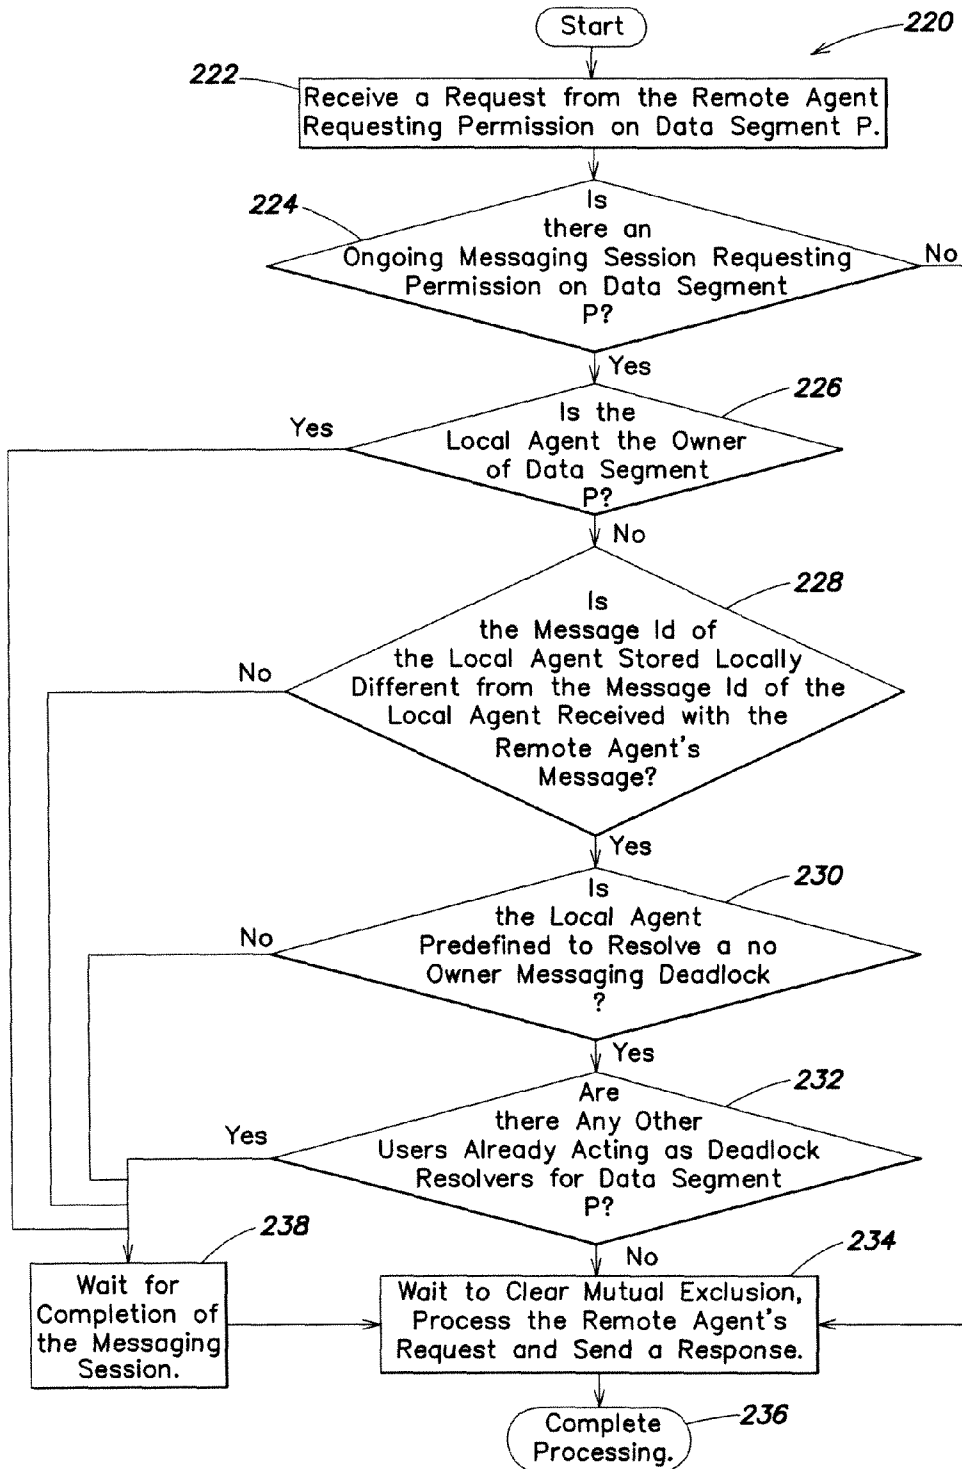 Start
220
222
Receive a Request from the Remote Agent
Requesting Permission on Data Segment P.
224
Is
there an
Ongoing Messaging Session Requesting
Permission on Data Segment
P?
No
Yes
226
Yes
Is the
Local Agent the Owner
of Data Segment
P?
No
228
Is
the Message Id of
the Local Agent Stored Locally
Different from the Message Id of the
Local Agent Received with the
Remote Agent's
Message?
No
Yes
230
Is
the Local Agent
Predefined to Resolve a no
Owner Messaging Deadlock
?
No
Yes
232
Are
there Any Other
Users Already Acting as Deadlock
Resolvers for Data Segment
P?
Yes
No
238
Wait for
Completion of
the Messaging
Session.
234
Wait to Clear Mutual Exclusion,
Process the Remote Agent's
Request and Send a Response.
Complete
Processing.
236